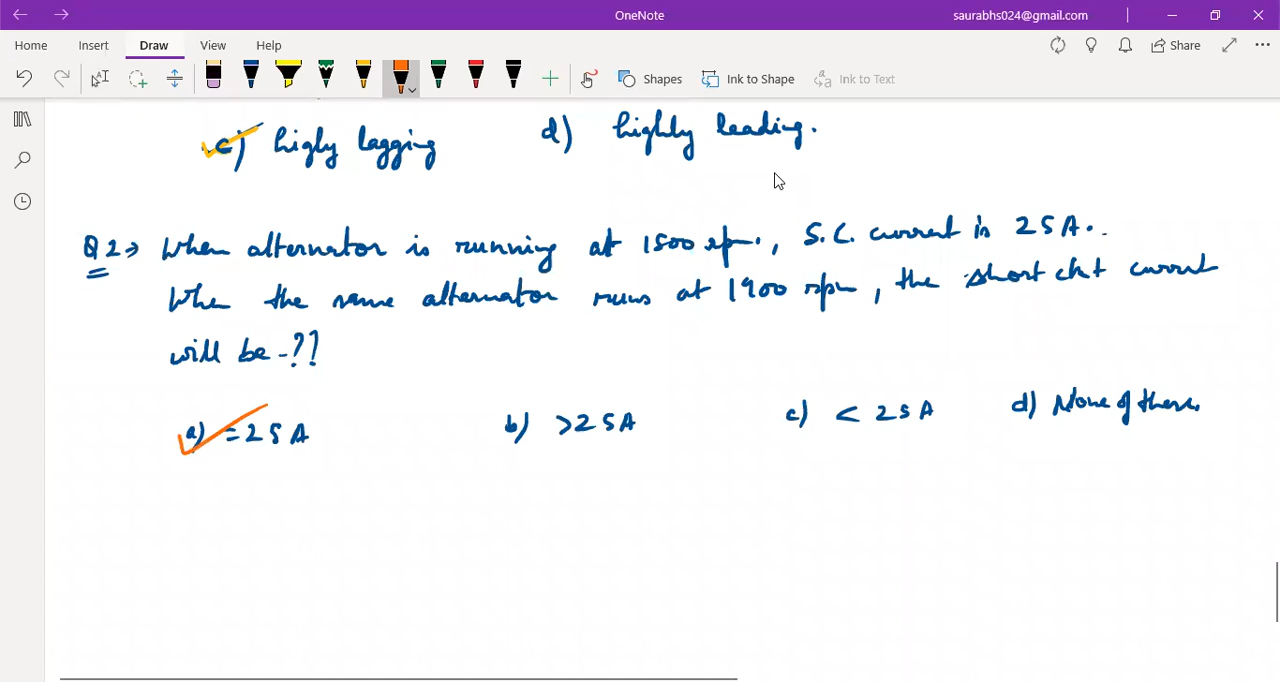 OneNote
saurabhs024@gmail.com
Home Insert Draw View Help
Share
Shapes Ink to Shape Ink to Text
c) higly lagging d) highly leading.
Q2⇒ When alternator is running at 1500 rpm., S.C. current is 25A..
When the same alternator runs at 1900 rpm, the short ckt current
will be -??
a) =25A b) >25A c) < 25A d) None of these.